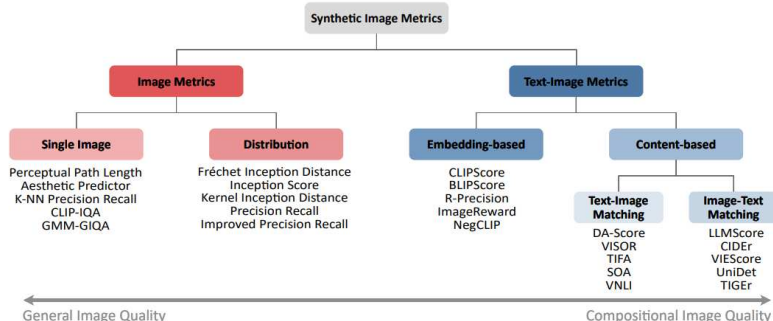 Synthetic Image Metrics
Image Metrics
Text-Image Metrics
Single Image
Distribution
Embedding-based
Content-based
Perceptual Path Length
Aesthetic Predictor
K-NN Precision Recall
CLIP-IQA
GMM-GIQA
Fréchet Inception Distance
Inception Score
Kernel Inception Distance
Precision Recall
Improved Precision Recall
CLIPScore
BLIPScore
R-Precision
ImageReward
NegCLIP
Text-Image
Matching
DA-Score
VISOR
TIFA
SOA
VNLI
Image-Text
Matching
LLMScore
CIDEr
VIEScore
UniDet
TIGEr
General Image Quality
Compositional Image Quality